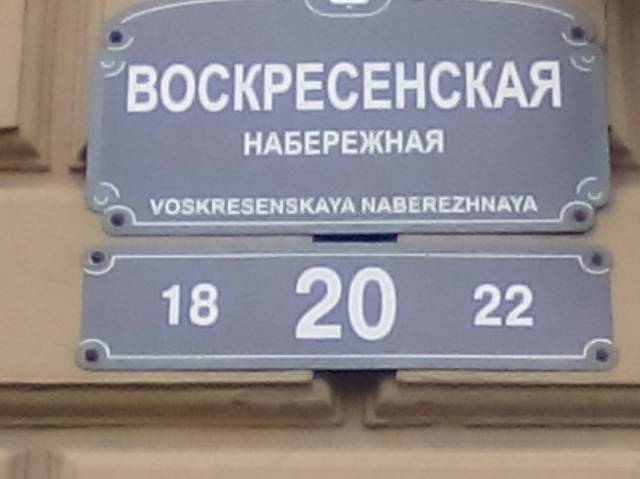 ВОСКРЕСЕНСКАЯ
НАБЕРЕЖНАЯ
VOSKRESENSKAYA NABEREZHNAYA
18 20 22